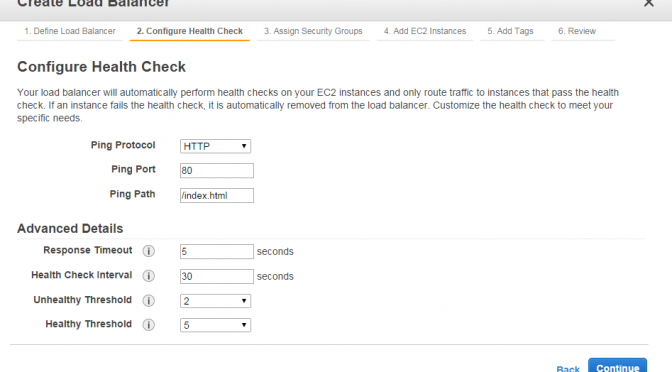 Create Load Balancer
1. Define Load Balancer 2. Configure Health Check 3. Assign Security Groups 4. Add EC2 Instances 5. Add Tags 6. Review
Configure Health Check
Your load balancer will automatically perform health checks on your EC2 instances and only route traffic to instances that pass the health
check. If an instance fails the health check, it is automatically removed from the load balancer. Customize the health check to meet your
specific needs.
Ping Protocol HTTP
Ping Port 80
Ping Path /index.html
Advanced Details
Response Timeout i 5 seconds
Health Check Interval i 30 seconds
Unhealthy Threshold i 2
Healthy Threshold i 5
Back Continue